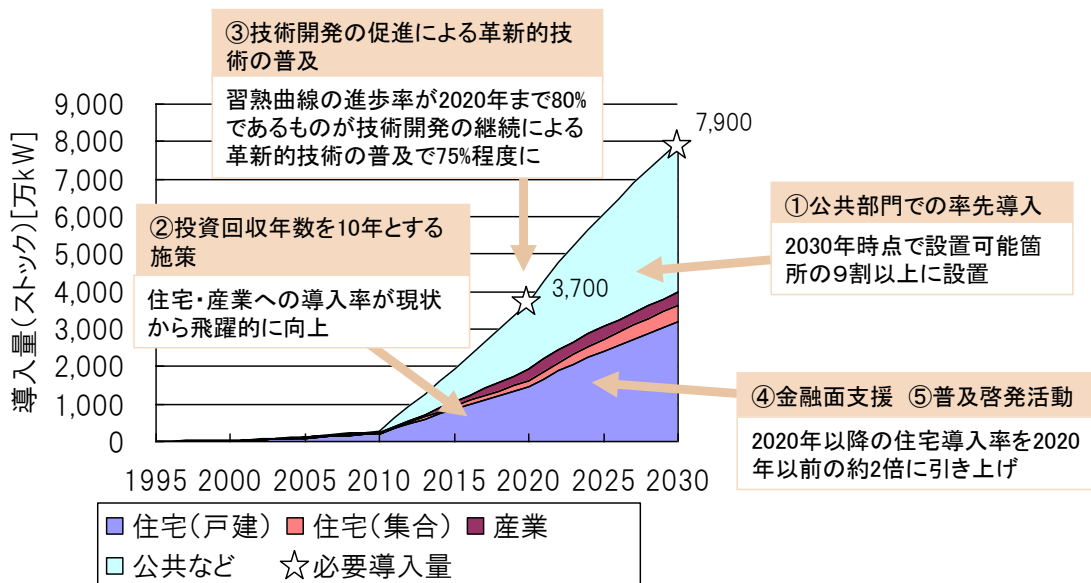 ③技術開発の促進による革新的技
術の普及
習熟曲線の進歩率が2020年まで80%
であるものが技術開発の継続による
革新的技術の普及で75%程度に
②投資回収年数を10年とする
施策
住宅・産業への導入率が現状
から飛躍的に向上
①公共部門での率先導入
2030年時点で設置可能箇
所の９割以上に設置
④金融面支援 ⑤普及啓発活動
2020年以降の住宅導入率を2020
年以前の約2倍に引き上げ
導入量(ストック)[万kW]
9,000
8,000
7,000
6,000
5,000
4,000
3,000
2,000
1,000
0
7,900
3,700
1995 2000 2005 2010 2015 2020 2025 2030
住宅(戸建) 住宅(集合) 産業
公共など 必要導入量